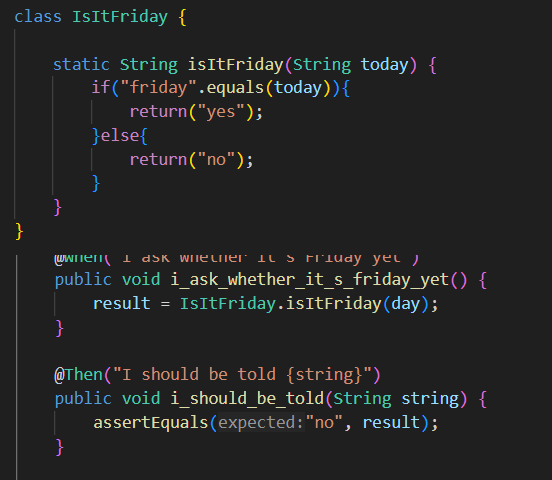 class IsItFriday {
static String isItFriday(String today) {
if("friday".equals(today)){
return("yes");
}else{
return("no");
}
}
}
@When("I ask whether it's Friday yet")
public void i_ask_whether_it_s_friday_yet() {
result = IsItFriday.isItFriday(day);
}
@Then("I should be told {string}")
public void i_should_be_told(String string) {
assertEquals(expected:"no", result);
}